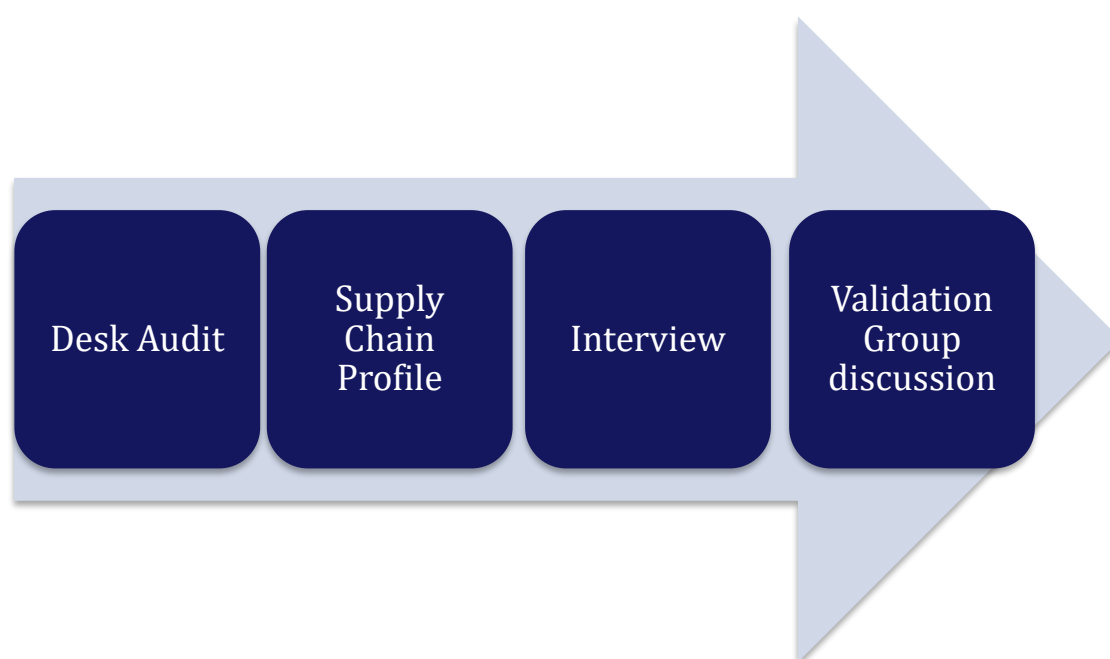 Desk Audit
Supply
Chain
Profile
Interview
Validation
Group
discussion